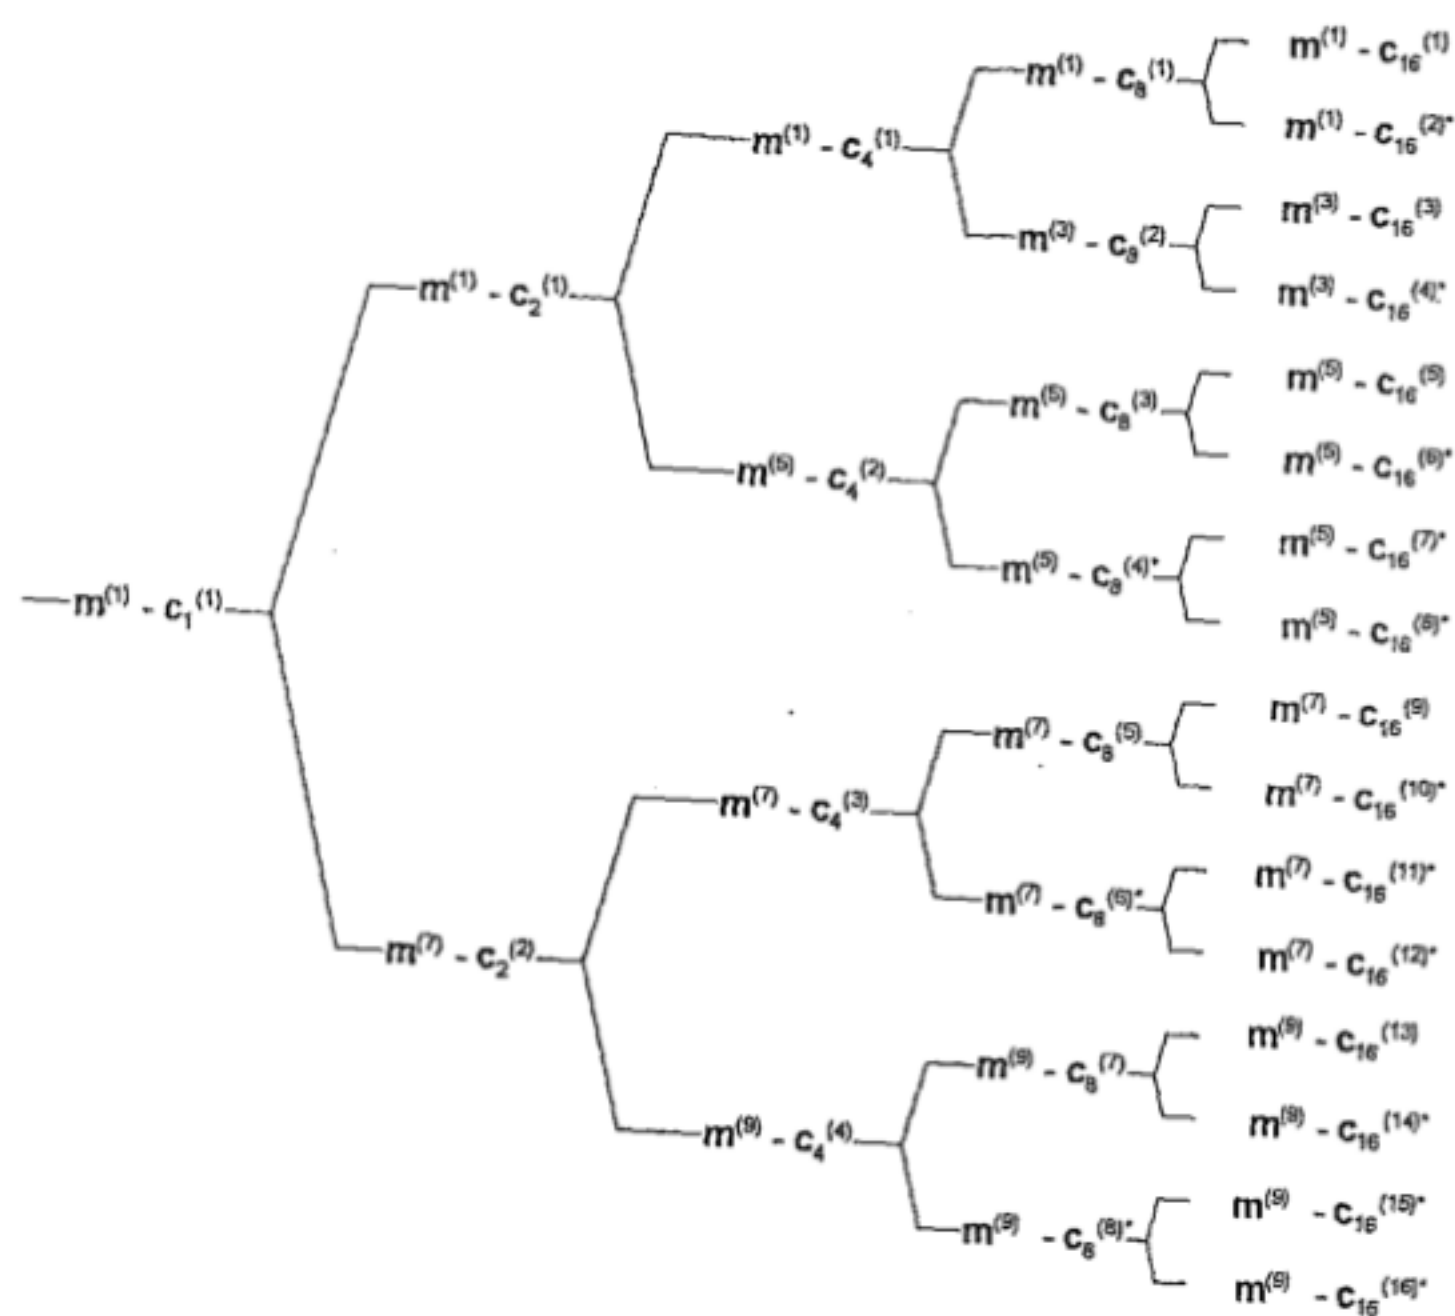 m(1) - c16(1)
m(1) - c8(1)
m(1) - c16(2)*
m(1) - c4(1)
m(3) - c16(3)
m(3) - c8(2)
m(3) - c16(4)*
m(1) - c2(1)
m(5) - c16(5)
m(5) - c8(3)
m(5) - c16(6)*
m(5) - c4(2)
m(5) - c16(7)*
m(5) - c8(4)*
m(5) - c16(8)*
m(1) - c1(1)
m(7) - c16(9)
m(7) - c8(5)
m(7) - c16(10)*
m(7) - c4(3)
m(7) - c16(11)*
m(7) - c8(6)*
m(7) - c16(12)*
m(7) - c2(2)
m(9) - c16(13)
m(9) - c8(7)
m(9) - c16(14)*
m(9) - c4(4)
m(9) - c16(15)*
m(9) - c8(8)*
m(9) - c16(16)*